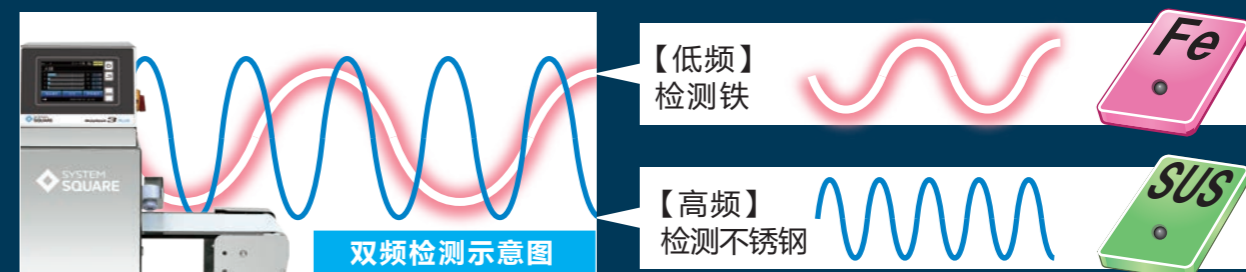 SYSTEM
SQUARE
双频检测示意图
【低频】
检测铁
Fe
【高频】
检测不锈钢
SUS